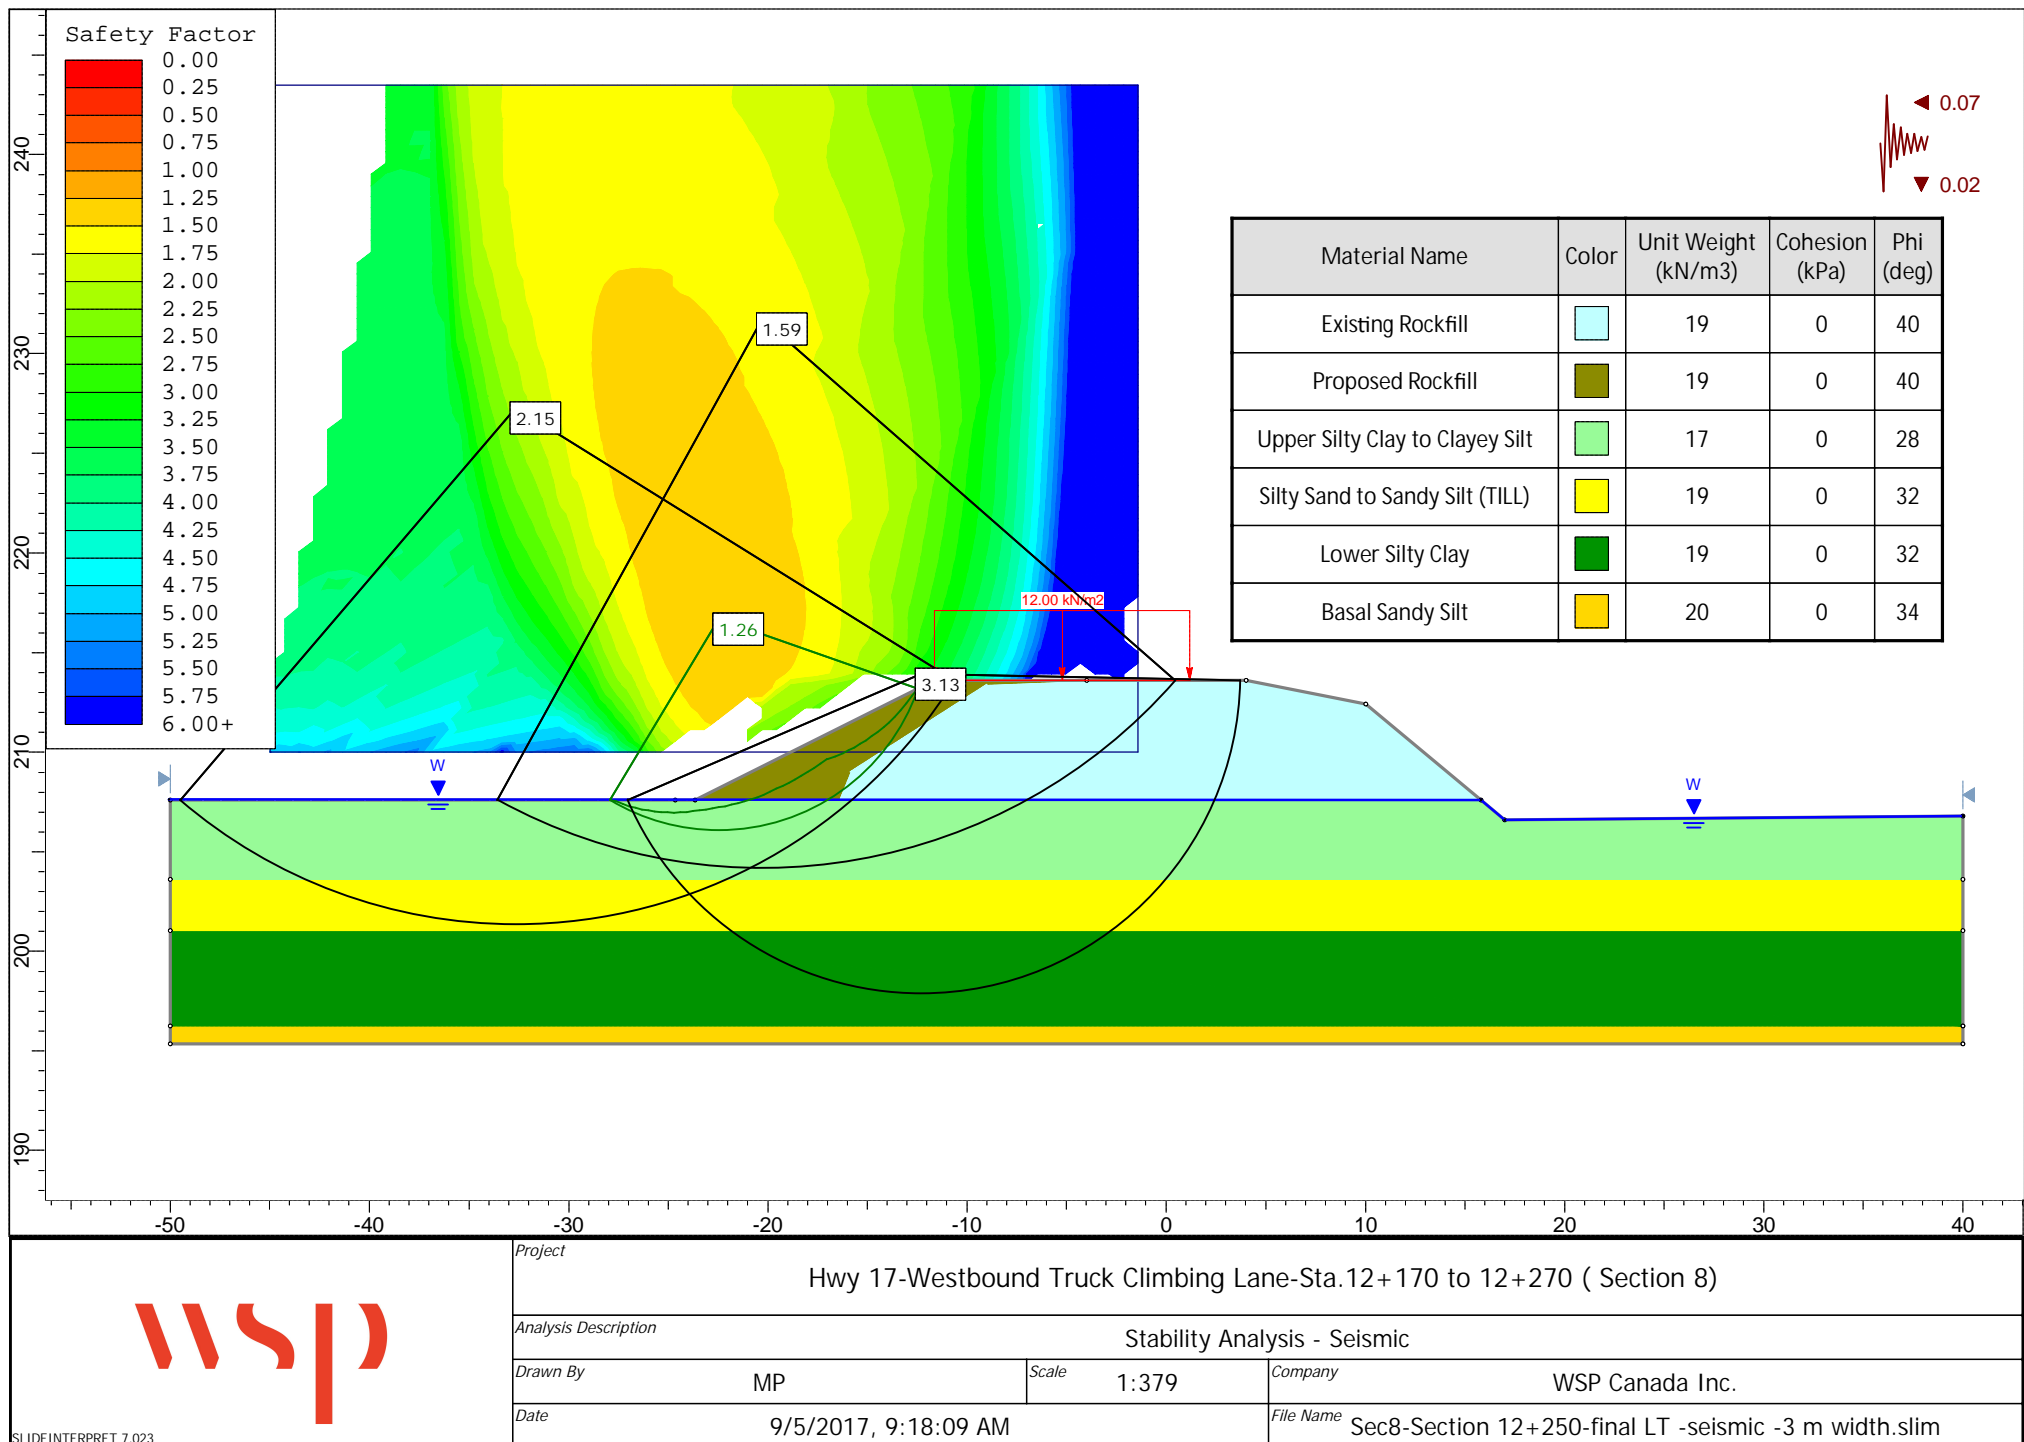 Safety Factor
0.00
0.25
0.50
0.75
1.00
1.25
1.50
1.75
2.00
2.25
2.50
2.75
3.00
3.25
3.50
3.75
4.00
4.25
4.50
4.75
5.00
5.25
5.50
5.75
6.00+
0.07
0.02
Material Name Color Unit Weight (kN/m3) Cohesion (kPa) Phi (deg)
Existing Rockfill 19 0 40
Proposed Rockfill 19 0 40
Upper Silty Clay to Clayey Silt 17 0 28
Silty Sand to Sandy Silt (TILL) 19 0 32
Lower Silty Clay 19 0 32
Basal Sandy Silt 20 0 34
1.59
2.15
1.26
3.13
12.00 kN/m2
W
W
240
230
220
210
200
190
-50 -40 -30 -20 -10 0 10 20 30 40
wsp
SLIDEINTERPRET 7.023
Project
Hwy 17-Westbound Truck Climbing Lane-Sta.12+170 to 12+270 ( Section 8)
Analysis Description
Stability Analysis - Seismic
Drawn By MP Scale 1:379 Company WSP Canada Inc.
Date 9/5/2017, 9:18:09 AM File Name Sec8-Section 12+250-final LT -seismic -3 m width.slim